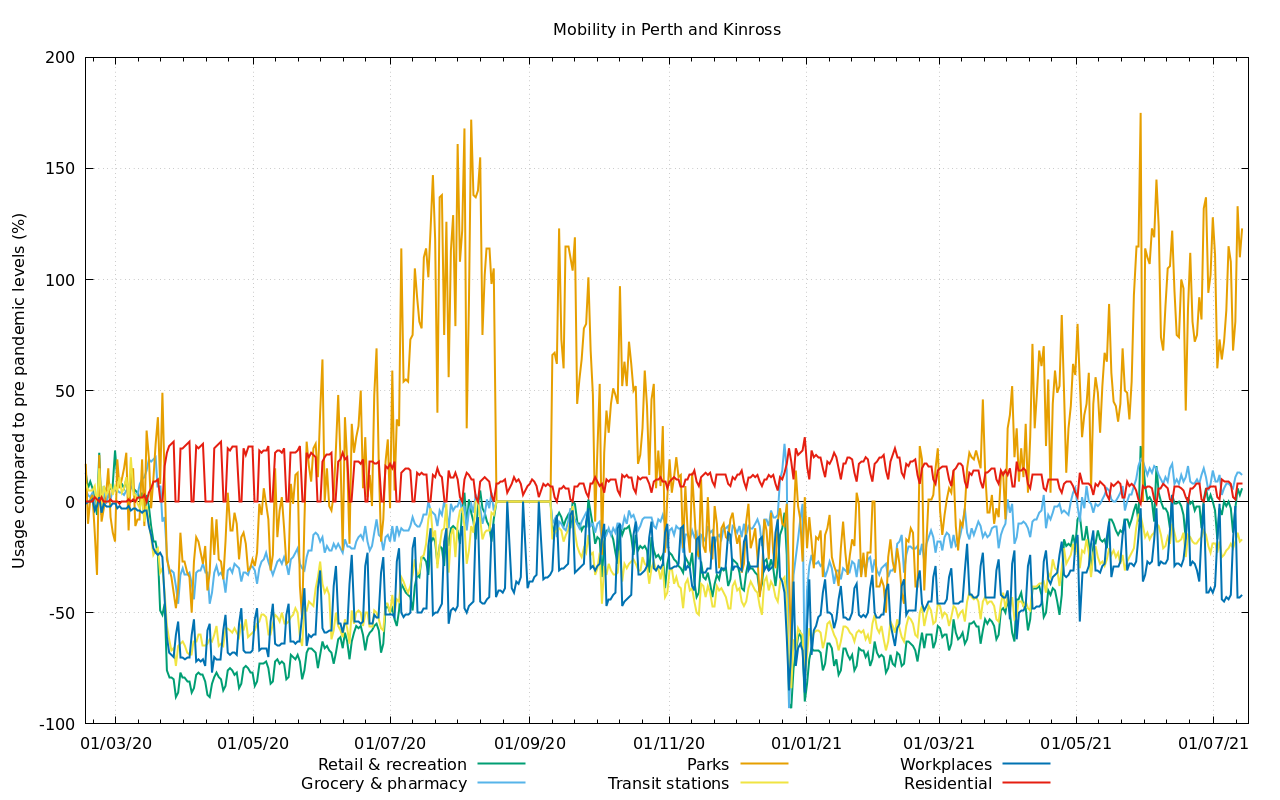 Mobility in Perth and Kinross
Usage compared to pre pandemic levels (%)
200
150
100
50
0
-50
-100
01/03/20 01/05/20 01/07/20 01/09/20 01/11/20 01/01/21 01/03/21 01/05/21 01/07/21
Retail & recreation Parks Workplaces
Grocery & pharmacy Transit stations Residential